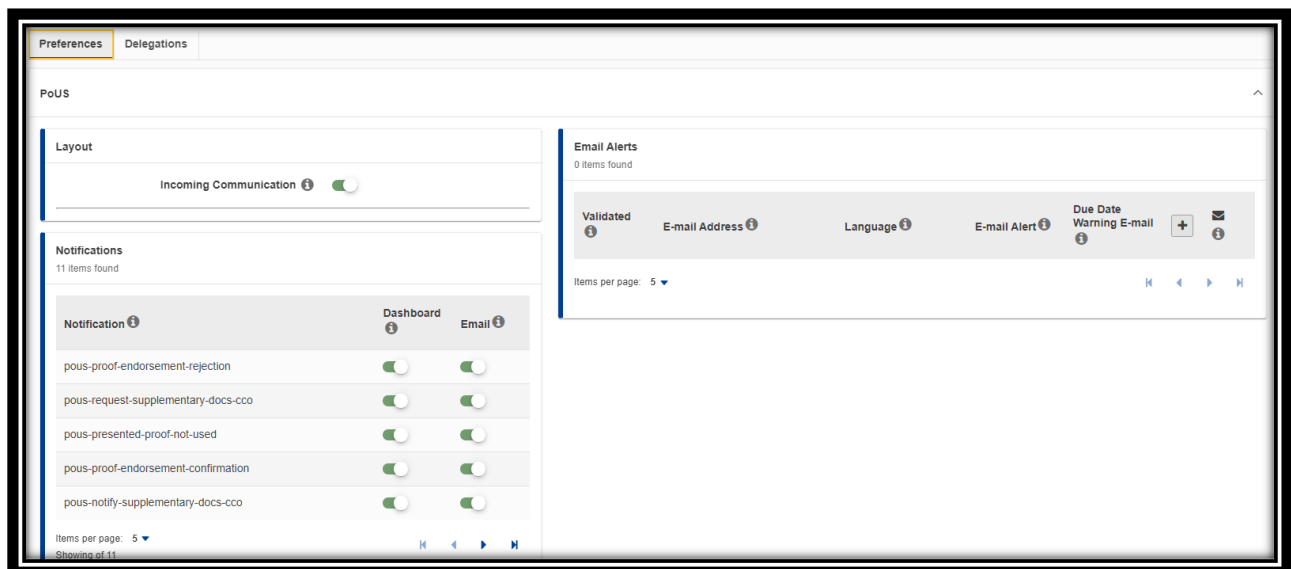 Preferences Delegations
PoUS
Layout
Incoming Communication
Notifications
11 items found
Notification Dashboard Email
pous-proof-endorsement-rejection
pous-request-supplementary-docs-cco
pous-presented-proof-not-used
pous-proof-endorsement-confirmation
pous-notify-supplementary-docs-cco
Items per page: 5
Showing of 11
Email Alerts
0 items found
Validated E-mail Address Language E-mail Alert Due Date
Warning E-mail
Items per page: 5